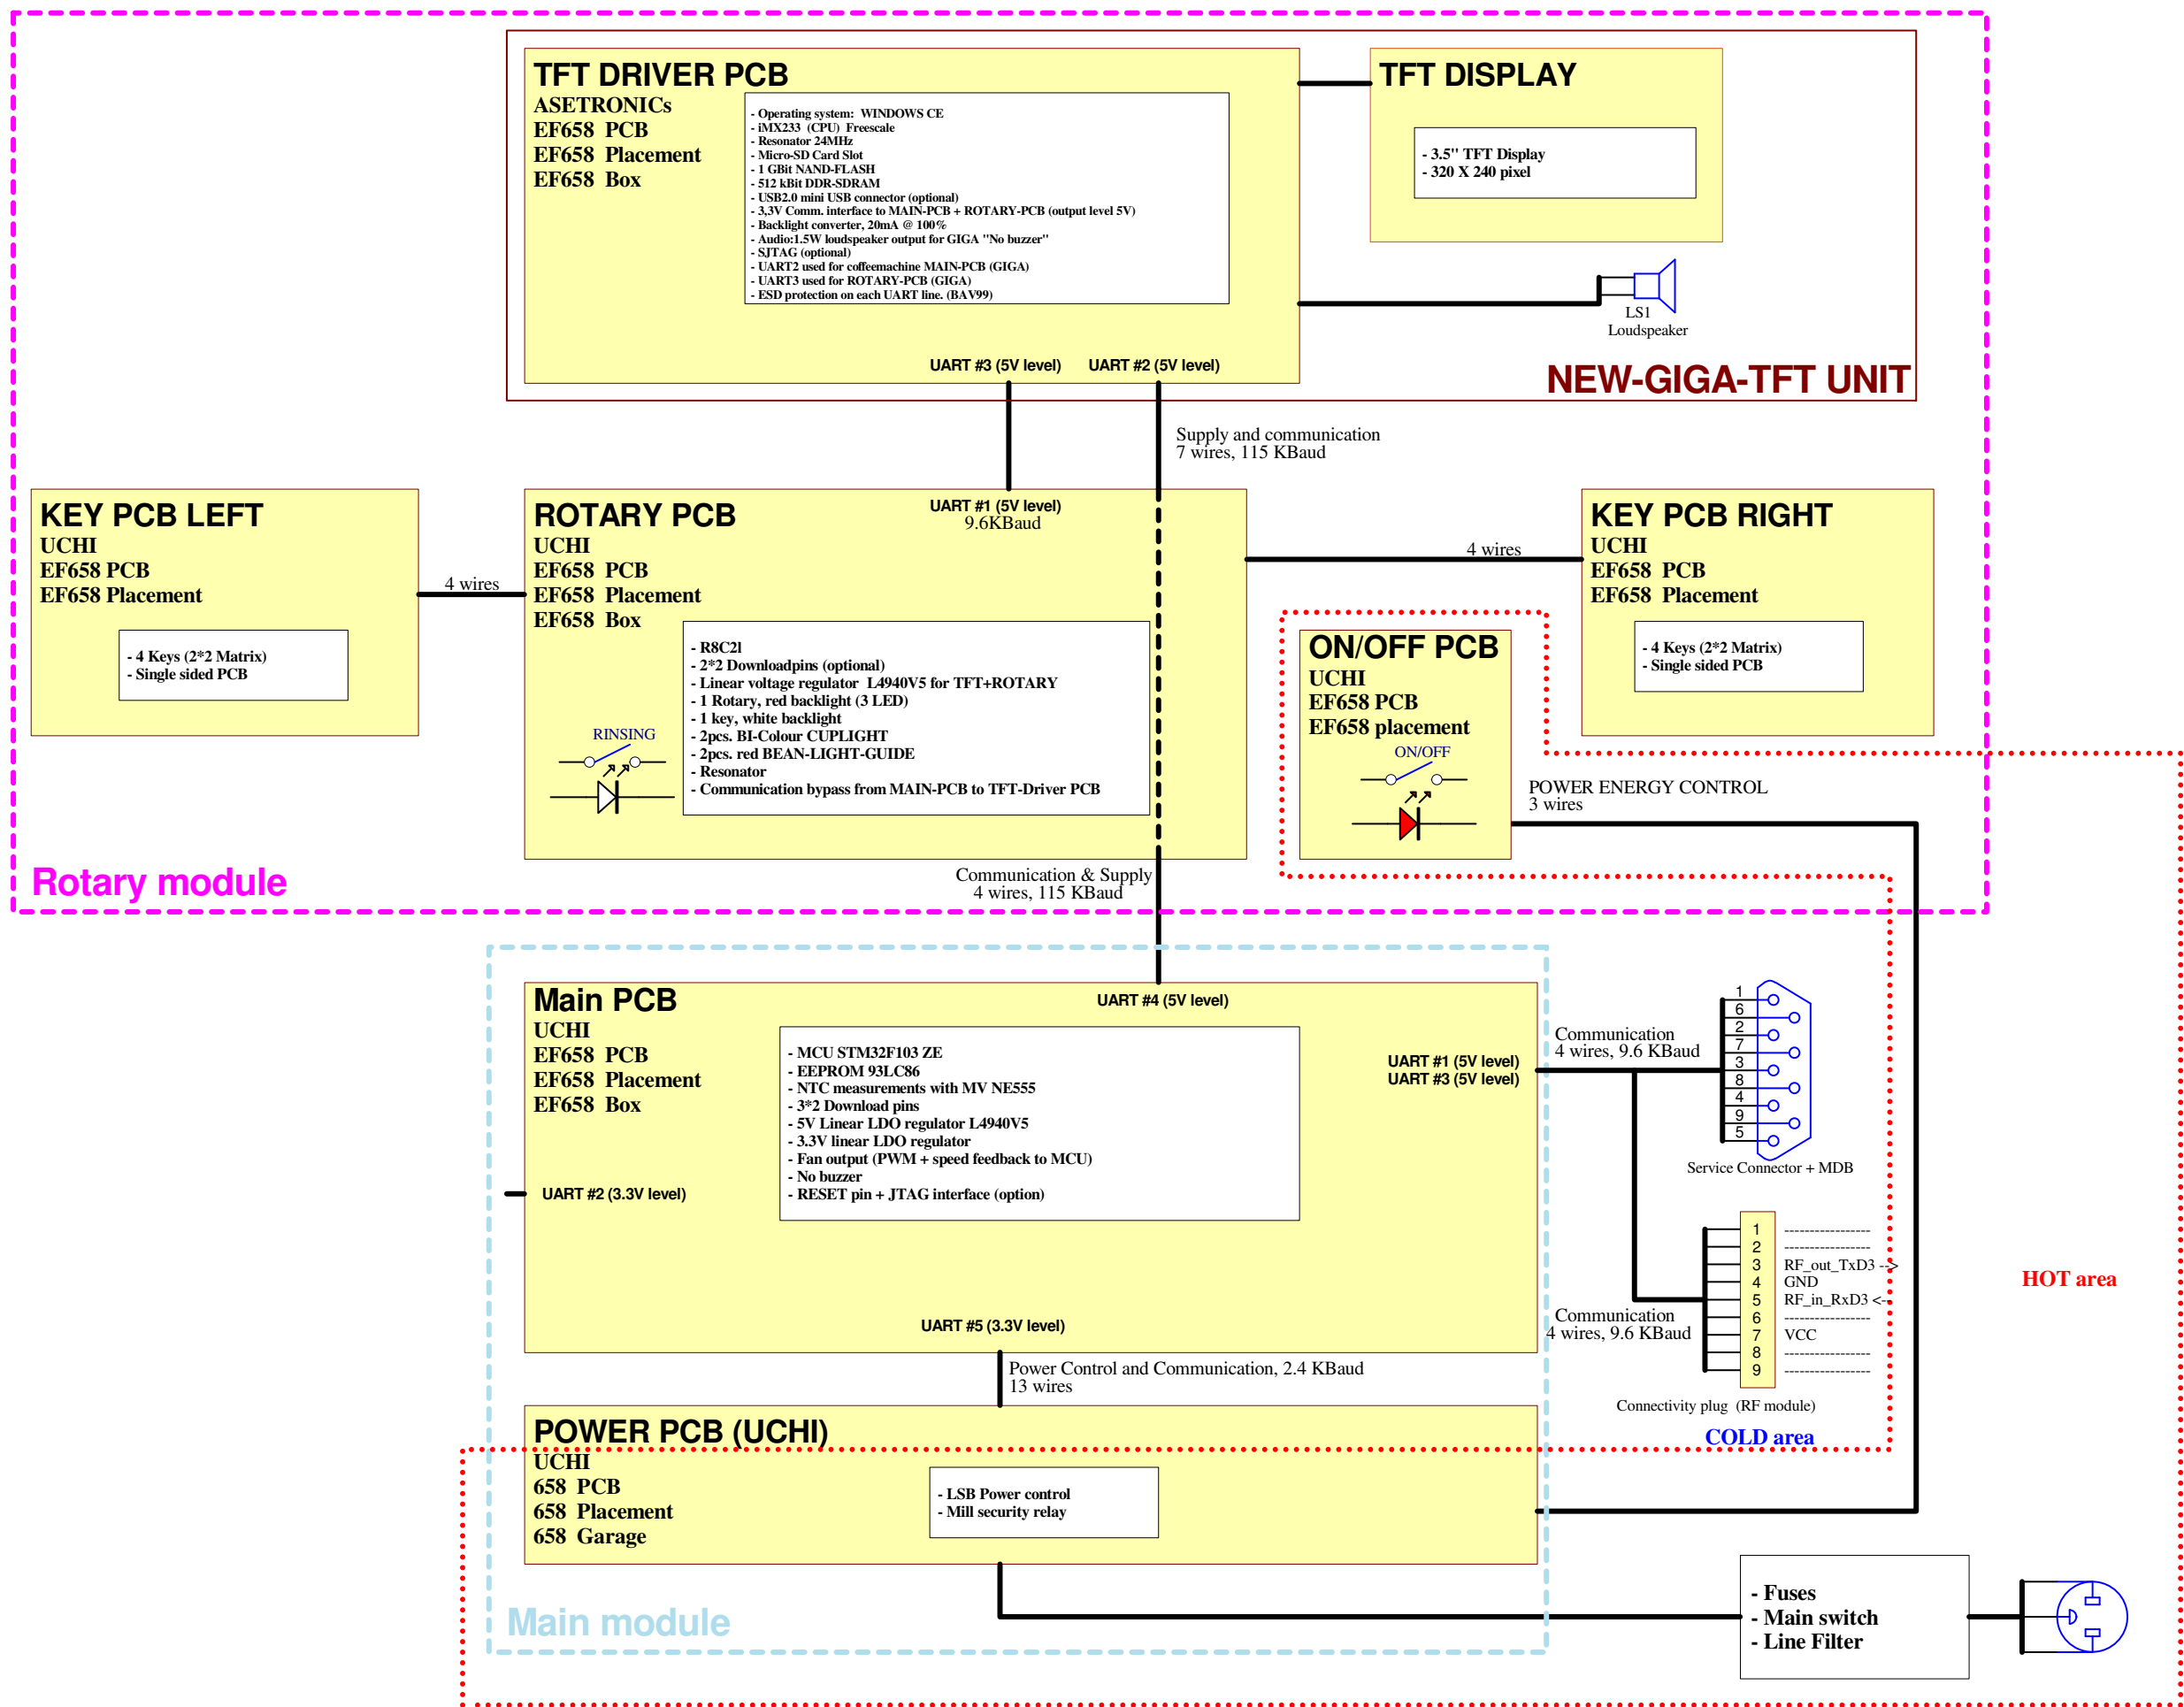 TFT DRIVER PCB
ASETRONICs
EF658 PCB
EF658 Placement
EF658 Box
- Operating system: WINDOWS CE
- iMX233 (CPU) Freescale
- Resonator 24MHz
- Micro-SD Card Slot
- 1 GBit NAND-FLASH
- 512 kBit DDR-SDRAM
- USB2.0 mini USB connector (optional)
- 3,3V Comm. interface to MAIN-PCB + ROTARY-PCB (output level 5V)
- Backlight converter, 20mA @ 100%
- Audio:1.5W loudspeaker output for GIGA "No buzzer"
- SJTAG (optional)
- UART2 used for coffeemachine MAIN-PCB (GIGA)
- UART3 used for ROTARY-PCB (GIGA)
- ESD protection on each UART line. (BAV99)
UART #3 (5V level)
UART #2 (5V level)
TFT DISPLAY
- 3.5'' TFT Display
- 320 X 240 pixel
LS1
Loudspeaker
NEW-GIGA-TFT UNIT
Supply and communication
7 wires, 115 KBaud
KEY PCB LEFT
UCHI
EF658 PCB
EF658 Placement
- 4 Keys (2*2 Matrix)
- Single sided PCB
4 wires
ROTARY PCB
UCHI
EF658 PCB
EF658 Placement
EF658 Box
UART #1 (5V level)
9.6KBaud
- R8C2l
- 2*2 Downloadpins (optional)
- Linear voltage regulator L4940V5 for TFT+ROTARY
- 1 Rotary, red backlight (3 LED)
- 1 key, white backlight
- 2pcs. BI-Colour CUPLIGHT
- 2pcs. red BEAN-LIGHT-GUIDE
- Resonator
- Communication bypass from MAIN-PCB to TFT-Driver PCB
RINSING
4 wires
KEY PCB RIGHT
UCHI
EF658 PCB
EF658 Placement
- 4 Keys (2*2 Matrix)
- Single sided PCB
ON/OFF PCB
UCHI
EF658 PCB
EF658 placement
ON/OFF
POWER ENERGY CONTROL
3 wires
Rotary module
Communication & Supply
4 wires, 115 KBaud
Main PCB
UCHI
EF658 PCB
EF658 Placement
EF658 Box
UART #4 (5V level)
- MCU STM32F103 ZE
- EEPROM 93LC86
- NTC measurements with MV NE555
- 3*2 Download pins
- 5V Linear LDO regulator L4940V5
- 3.3V linear LDO regulator
- Fan output (PWM + speed feedback to MCU)
- No buzzer
- RESET pin + JTAG interface (option)
UART #1 (5V level)
UART #3 (5V level)
UART #2 (3.3V level)
UART #5 (3.3V level)
Communication
4 wires, 9.6 KBaud
1
6
2
7
3
8
4
9
5
Service Connector + MDB
Communication
4 wires, 9.6 KBaud
1 -----------------
2 -----------------
3 RF_out_TxD3 -->
4 GND
5 RF_in_RxD3 <--
6 -----------------
7 VCC
8 -----------------
9 -----------------
Connectivity plug (RF module)
COLD area
HOT area
Power Control and Communication, 2.4 KBaud
13 wires
POWER PCB (UCHI)
UCHI
658 PCB
658 Placement
658 Garage
- LSB Power control
- Mill security relay
Main module
- Fuses
- Main switch
- Line Filter